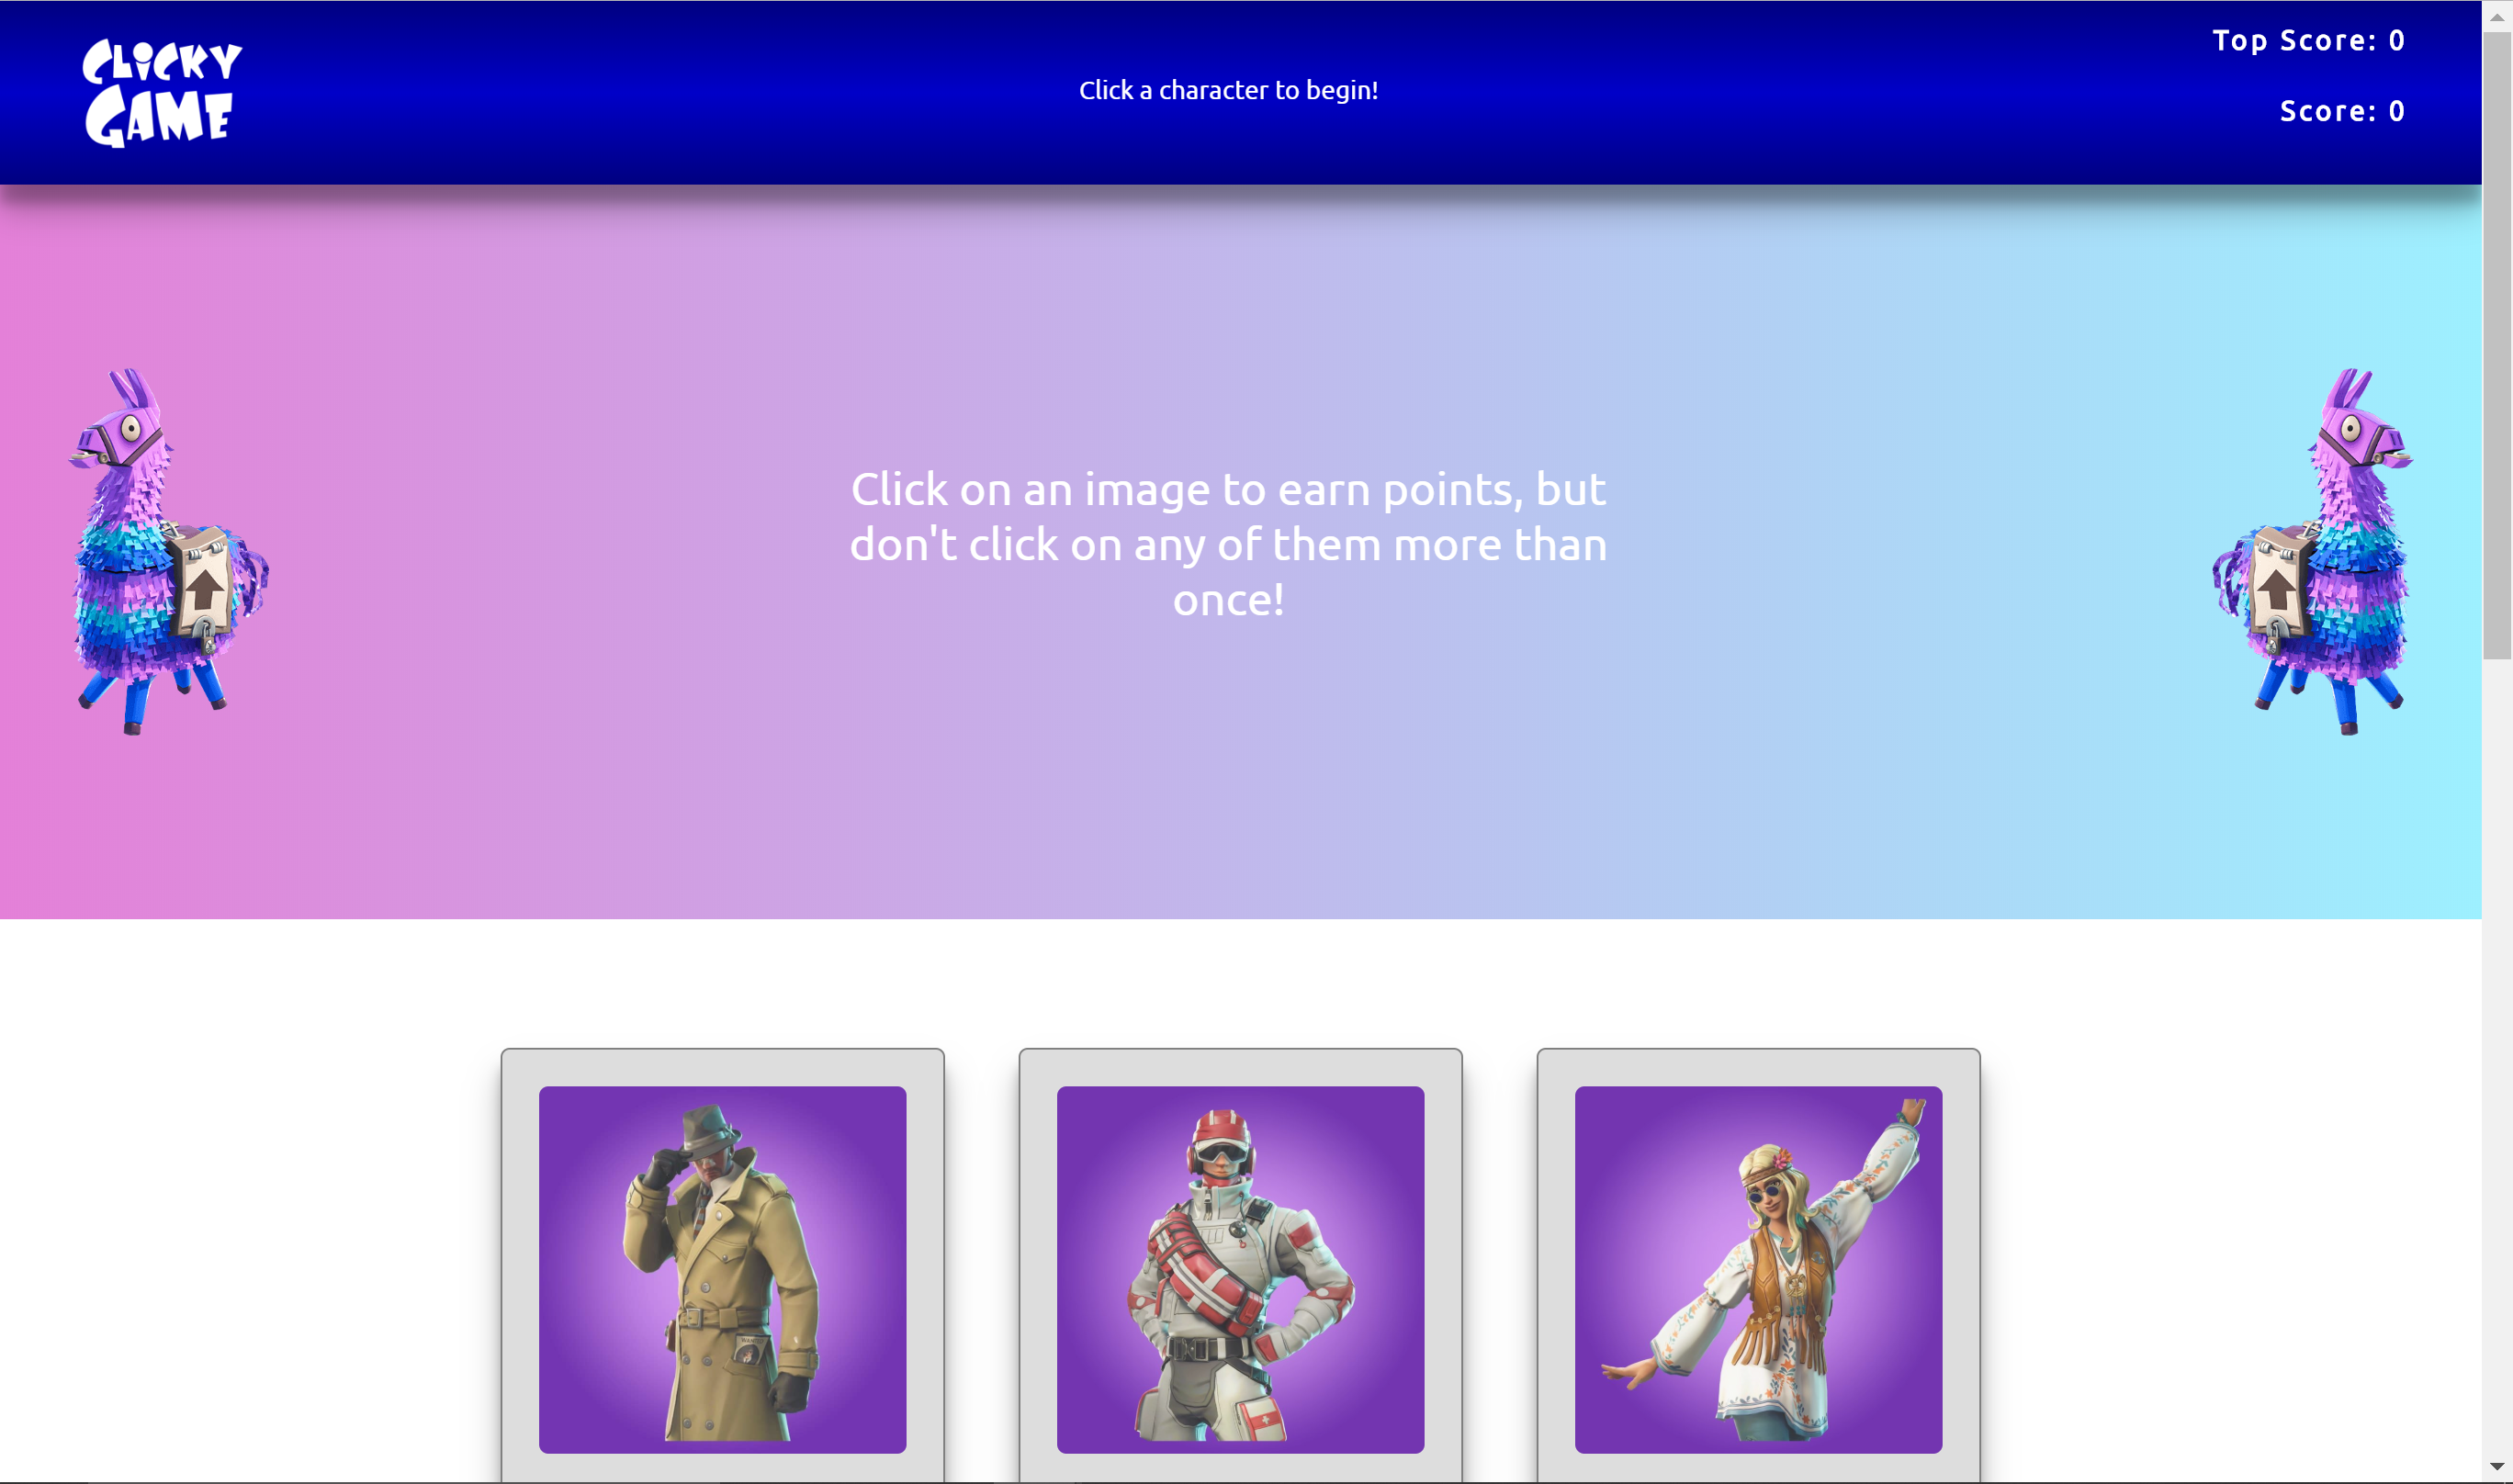 CLiCKY
GAME
Click a character to begin!
Top Score: 0
Score: 0
Click on an image to earn points, but
don't click on any of them more than
once!